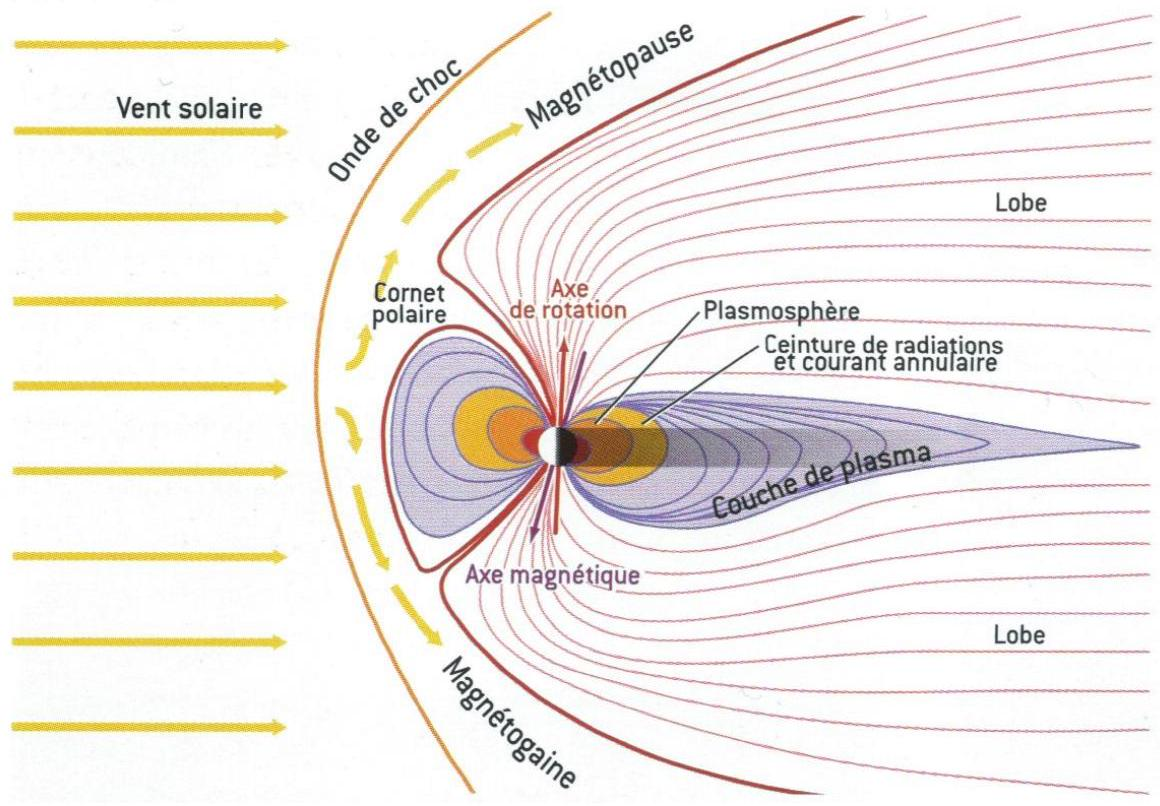 Vent solaire
Onde de choc
Magnétopause
Lobe
Cornet
polaire
Axe
de rotation
Plasmosphère
Ceinture de radiations
et courant annulaire
Couche de plasma
Axe magnétique
Lobe
Magnétogaine